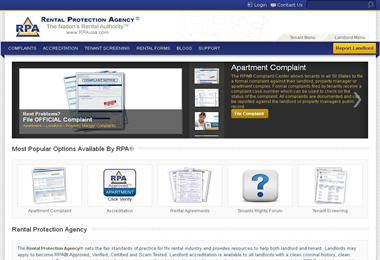 Login Contact Us
RPA
RENTAL PROTECTION AGENCY®
The Nation's Rental Authority™
www.RPAusa.com
Tenant Menu Landlord Menu
COMPLAINTS ACCREDITATION TENANT SCREENING RENTAL FORMS BLOGS SUPPORT Report Landlord
Apartment Complaint
The RPA® Complaint Center allows tenants in all 50 States to file
a formal complaint against their landlord, property manager or
apartment complex. Formal complaints filed by tenants receive a
complaint case number which can be used to check on the
status of the complaint. All complaints are documented and can
be reported against the landlord or property managers public
record.
File Complaint
Rent Problems?
File OFFICIAL Complaint
Apartment - Landlord - Property Manager Complaints
Most Popular Options Available By RPA®
RPA
Approved™
APARTMENT
Click Verify
Apartment Complaint Accreditation Rental Agreements Tenants Rights Forum Tenant Screening
Rental Protection Agency
The Rental Protection Agency® sets the fair standards of practice for the rental industry and provides resources to help both landlord and tenant. Landlords may
apply to become RPA® Approved, Verified, Certified and Scam Tested. Landlord accreditation is available to all landlords with a clean criminal history, clean